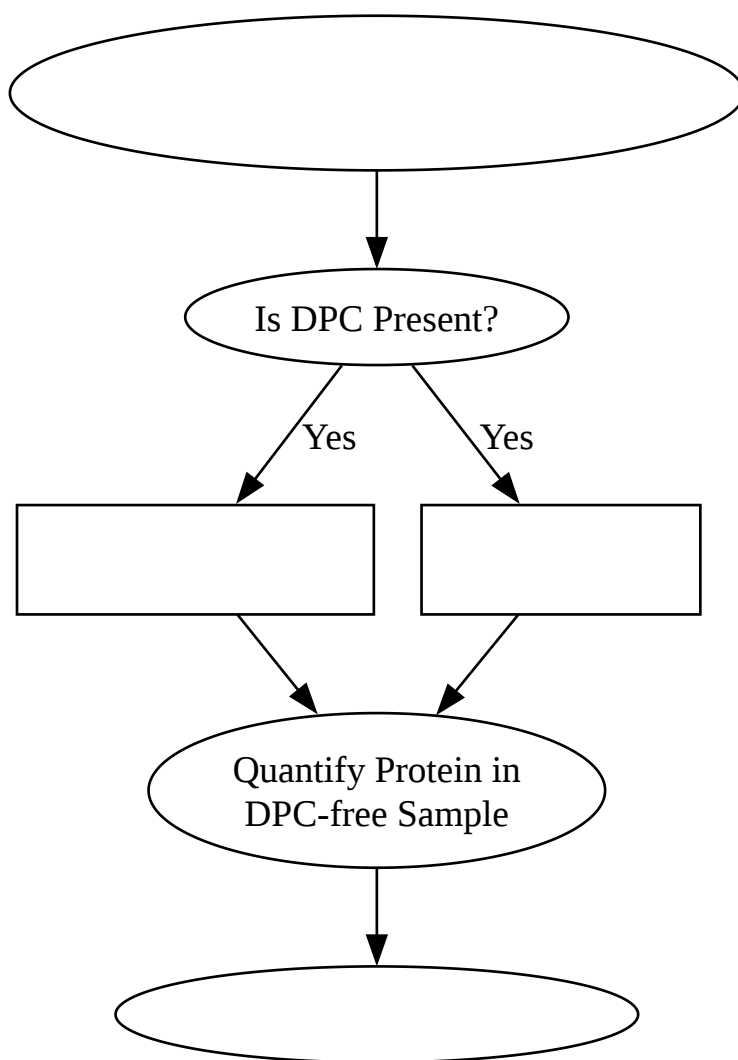 Is DPC Present?
Yes
Yes
Quantify Protein in
DPC-free Sample